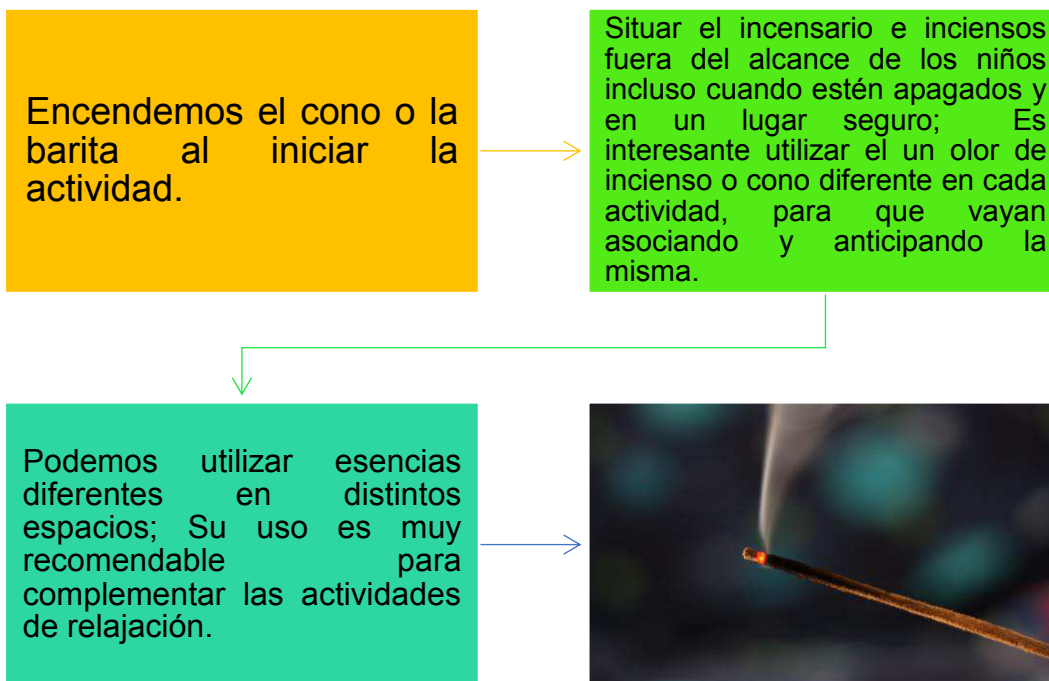 Encendemos el cono o la
barita al iniciar la
actividad.
Situar el incensario e inciensos
fuera del alcance de los niños
incluso cuando estén apagados y
en un lugar seguro; Es
interesante utilizar el un olor de
incienso o cono diferente en cada
actividad, para que vayan
asociando y anticipando la
misma.
Podemos utilizar esencias
diferentes en distintos
espacios; Su uso es muy
recomendable para
complementar las actividades
de relajación.